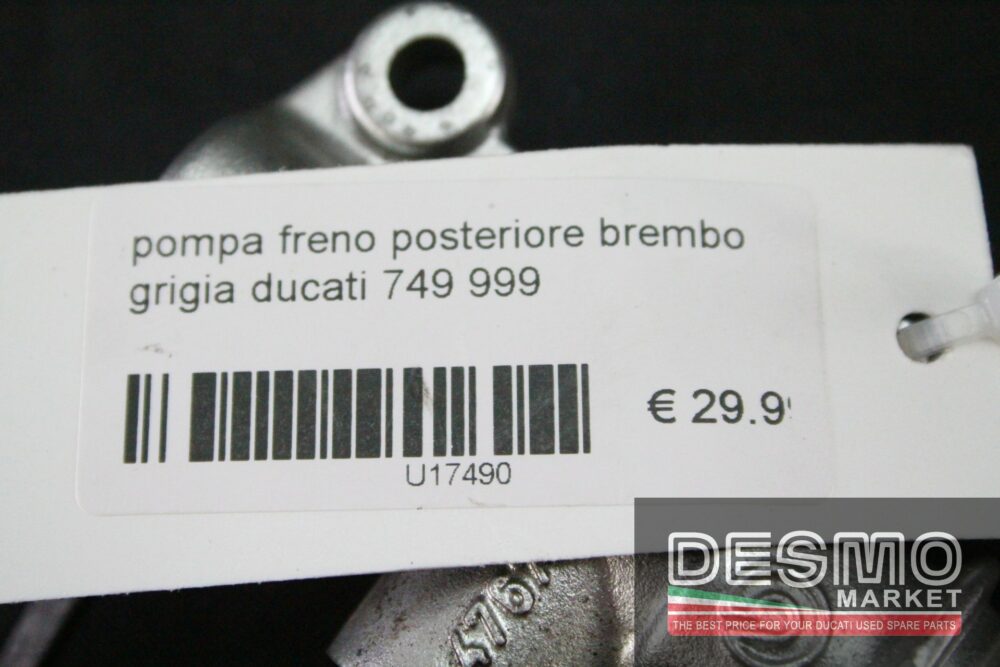 pompa freno posteriore brembo
grigia ducati 749 999
€ 29.9
U17490
DESMO
MARKET
THE BEST PRICE FOR YOUR DUCATI USED SPARE PARTS